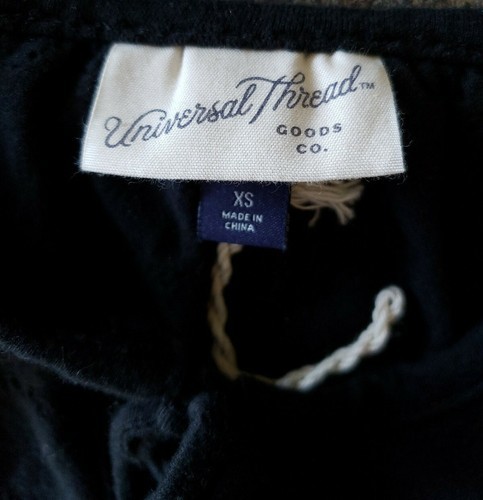 Universal Thread™
GOODS
CO.
XS
MADE IN
CHINA